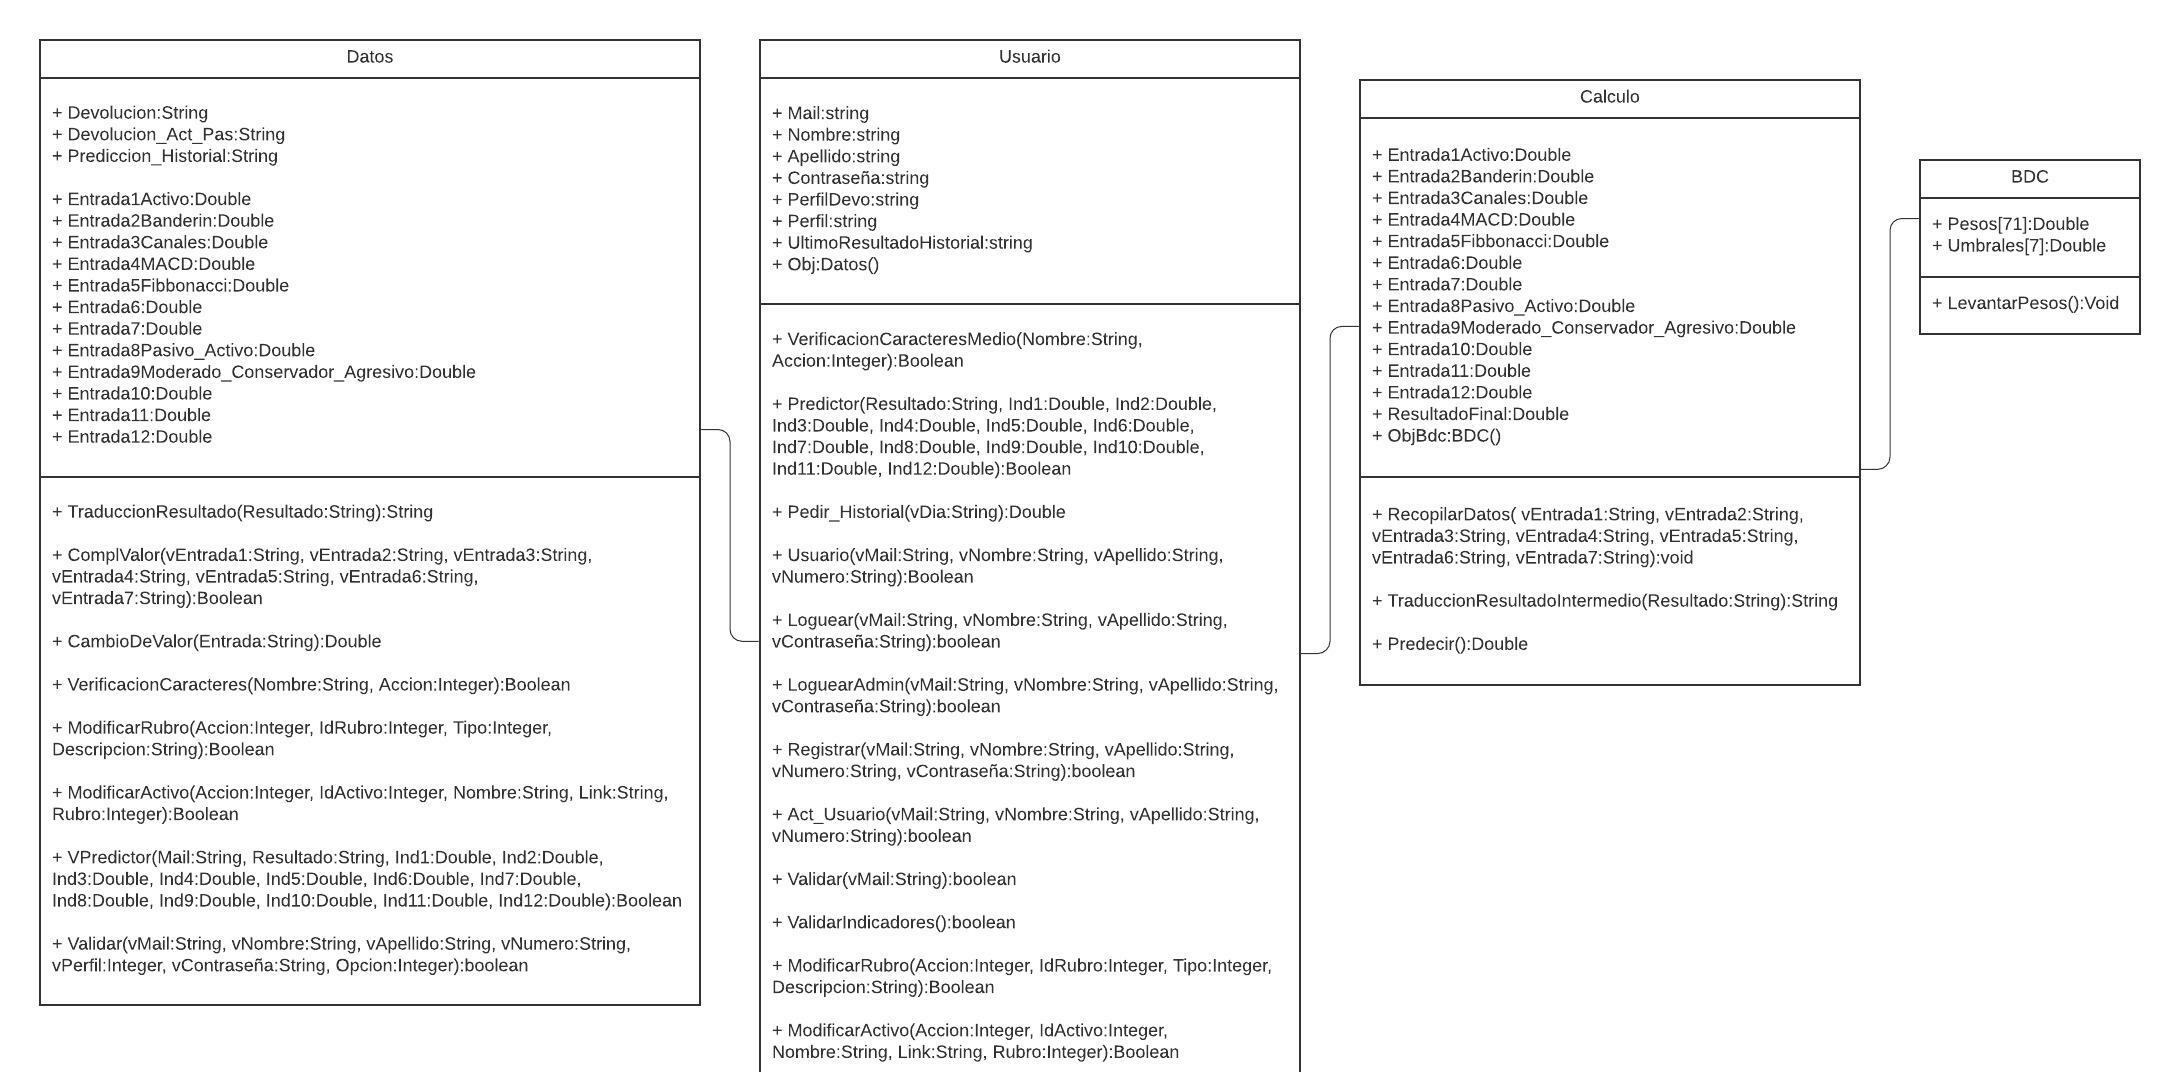 Datos
+ Devolucion:String
+ Devolucion_Act_Pas:String
+ Prediccion_Historial:String
+ Entrada1Activo:Double
+ Entrada2Banderin:Double
+ Entrada3Canales:Double
+ Entrada4MACD:Double
+ Entrada5Fibbonacci:Double
+ Entrada6:Double
+ Entrada7:Double
+ Entrada8Pasivo_Activo:Double
+ Entrada9Moderado_Conservador_Agresivo:Double
+ Entrada10:Double
+ Entrada11:Double
+ Entrada12:Double
+ TraduccionResultado(Resultado:String):String
+ ComplValor(vEntrada1:String, vEntrada2:String, vEntrada3:String,
vEntrada4:String, vEntrada5:String, vEntrada6:String,
vEntrada7:String):Boolean
+ CambioDeValor(Entrada:String):Double
+ VerificacionCaracteres(Nombre:String, Accion:Integer):Boolean
+ ModificarRubro(Accion:Integer, IdRubro:Integer, Tipo:Integer,
Descripcion:String):Boolean
+ ModificarActivo(Accion:Integer, IdActivo:Integer, Nombre:String, Link:String,
Rubro:Integer):Boolean
+ VPredictor(Mail:String, Resultado:String, Ind1:Double, Ind2:Double,
Ind3:Double, Ind4:Double, Ind5:Double, Ind6:Double, Ind7:Double,
Ind8:Double, Ind9:Double, Ind10:Double, Ind11:Double, Ind12:Double):Boolean
+ Validar(vMail:String, vNombre:String, vApellido:String, vNumero:String,
vPerfil:Integer, vContraseña:String, Opcion:Integer):boolean
Usuario
+ Mail:string
+ Nombre:string
+ Apellido:string
+ Contraseña:string
+ PerfilDevo:string
+ Perfil:string
+ UltimoResultadoHistorial:string
+ Obj:Datos()
+ VerificacionCaracteresMedio(Nombre:String,
Accion:Integer):Boolean
+ Predictor(Resultado:String, Ind1:Double, Ind2:Double,
Ind3:Double, Ind4:Double, Ind5:Double, Ind6:Double,
Ind7:Double, Ind8:Double, Ind9:Double, Ind10:Double,
Ind11:Double, Ind12:Double):Boolean
+ Pedir_Historial(vDia:String):Double
+ Usuario(vMail:String, vNombre:String, vApellido:String,
vNumero:String):Boolean
+ Loguear(vMail:String, vNombre:String, vApellido:String,
vContraseña:String):boolean
+ LoguearAdmin(vMail:String, vNombre:String, vApellido:String,
vContraseña:String):boolean
+ Registrar(vMail:String, vNombre:String, vApellido:String,
vNumero:String, vContraseña:String):boolean
+ Act_Usuario(vMail:String, vNombre:String, vApellido:String,
vNumero:String):boolean
+ Validar(vMail:String):boolean
+ ValidarIndicadores():boolean
+ ModificarRubro(Accion:Integer, IdRubro:Integer, Tipo:Integer,
Descripcion:String):Boolean
+ ModificarActivo(Accion:Integer, IdActivo:Integer,
Nombre:String, Link:String, Rubro:Integer):Boolean
Calculo
+ Entrada1Activo:Double
+ Entrada2Banderin:Double
+ Entrada3Canales:Double
+ Entrada4MACD:Double
+ Entrada5Fibbonacci:Double
+ Entrada6:Double
+ Entrada7:Double
+ Entrada8Pasivo_Activo:Double
+ Entrada9Moderado_Conservador_Agresivo:Double
+ Entrada10:Double
+ Entrada11:Double
+ Entrada12:Double
+ ResultadoFinal:Double
+ ObjBdc:BDC()
+ RecopilarDatos( vEntrada1:String, vEntrada2:String,
vEntrada3:String, vEntrada4:String, vEntrada5:String,
vEntrada6:String, vEntrada7:String):void
+ TraduccionResultadoIntermedio(Resultado:String):String
+ Predecir():Double
BDC
+ Pesos[71]:Double
+ Umbrales[7]:Double
+ LevantarPesos():Void